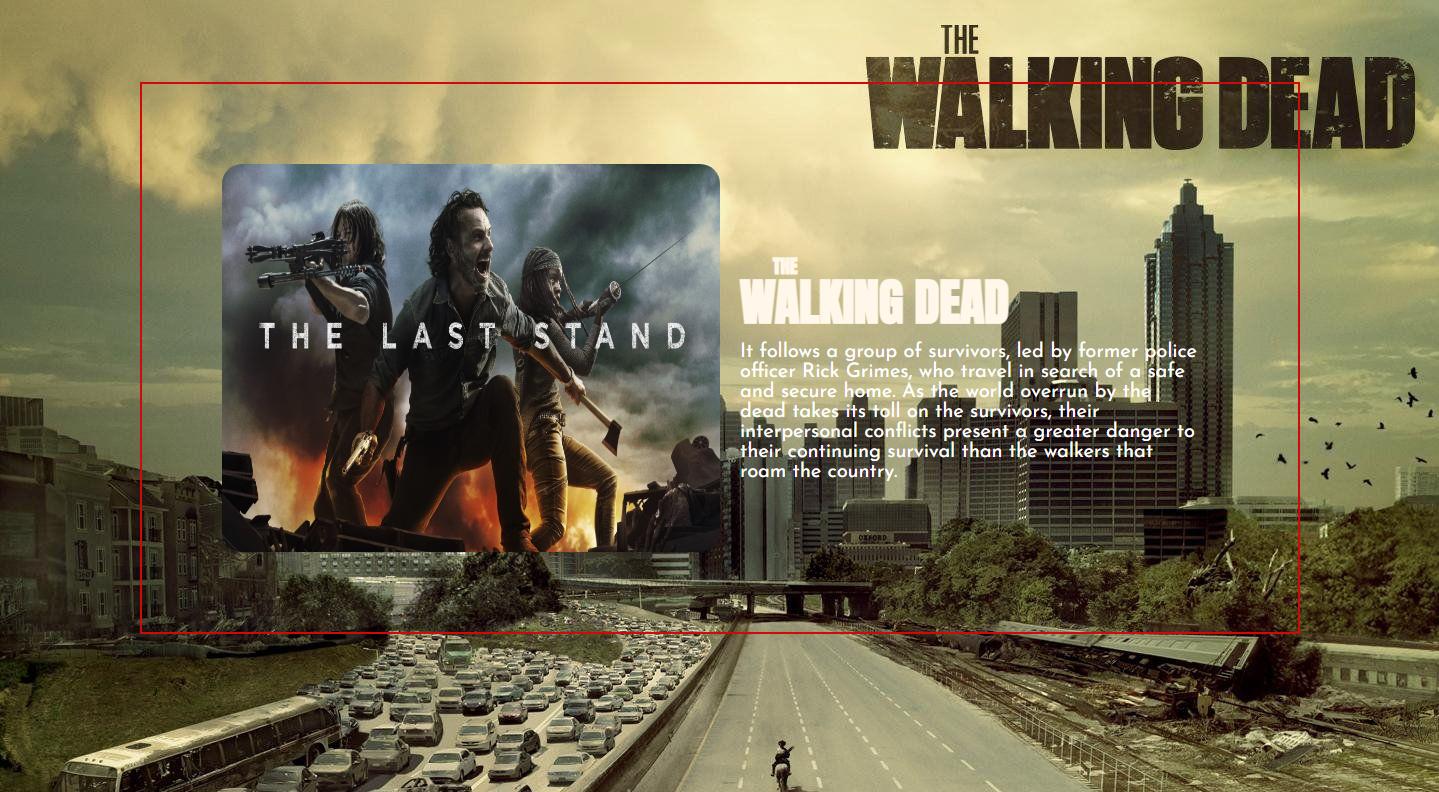 THE
WALKING DEAD
THE LAST STAND
THE
WALKING DEAD
It follows a group of survivors, led by former police
officer Rick Grimes, who travel in search of a safe
and secure home. As the world overrun by the
dead takes its toll on the survivors, their
interpersonal conflicts present a greater danger to
their continuing survival than the walkers that
roam the country.
OXFORD